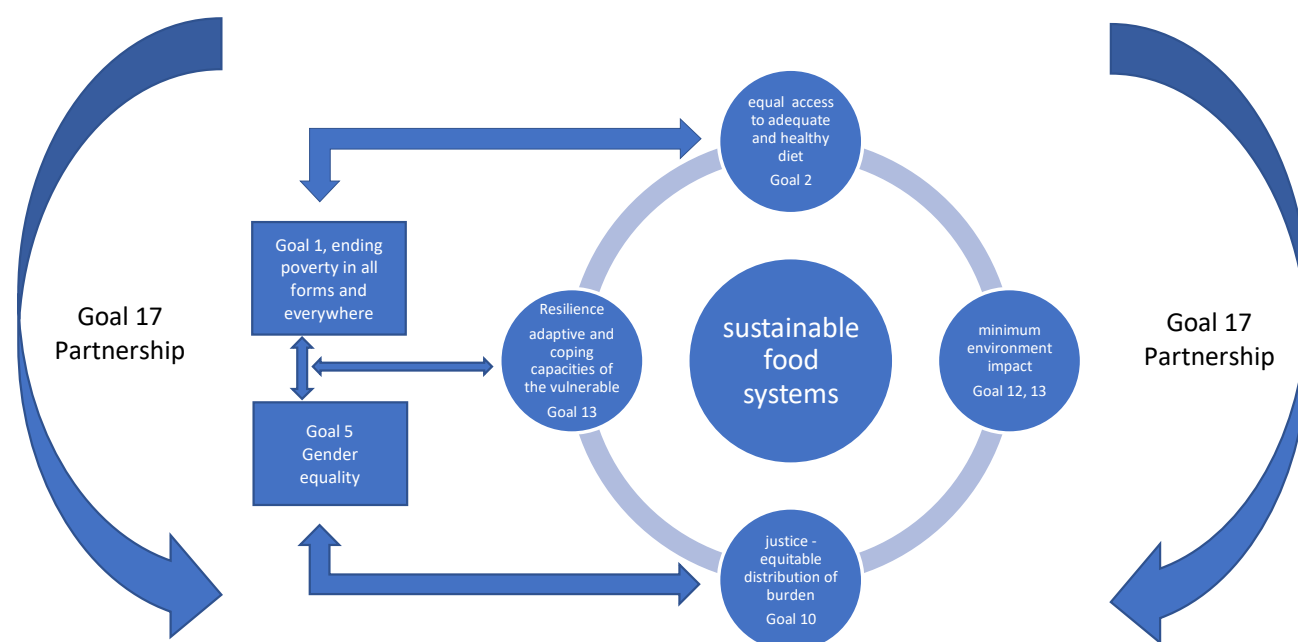 equal access
to adequate
and healthy
diet
Goal 2
Goal 1, ending
poverty in all
forms and
everywhere
Goal 17
Partnership
Resilience
adaptive and
coping
capacities of
the vulnerable
Goal 13
sustainable
food
systems
minimum
environment
impact
Goal 12, 13
Goal 17
Partnership
Goal 5
Gender
equality
justice -
equitable
distribution of
burden
Goal 10